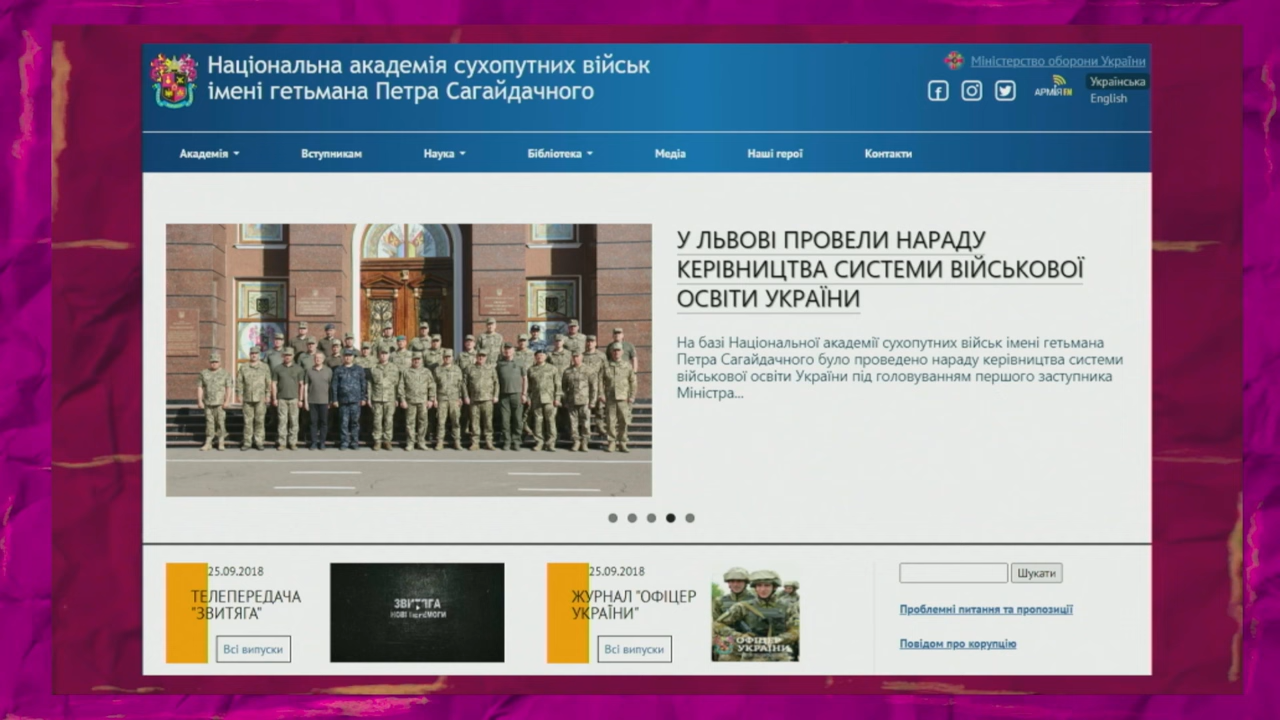 Національна академія сухопутних військ
імені гетьмана Петра Сагайдачного
Міністерство оборони України
АРМІЯFM
Українська
English
Академія
Вступникам
Наука
Бібліотека
Медіа
Наші герої
Контакти
У ЛЬВОВІ ПРОВЕЛИ НАРАДУ
КЕРІВНИЦТВА СИСТЕМИ ВІЙСЬКОВОЇ
ОСВІТИ УКРАЇНИ
На базі Національної академії сухопутних військ імені гетьмана
Петра Сагайдачного було проведено нараду керівництва системи
військової освіти України під головуванням першого заступника
Міністра...
25.09.2018
ТЕЛЕПЕРЕДАЧА
"ЗВИТЯГА"
Всі випуски
ЗВИТЯГА
НОВІ ПЕРЕМОГИ
25.09.2018
ЖУРНАЛ "ОФІЦЕР
УКРАЇНИ"
Всі випуски
ОФІЦЕР
УКРАЇНИ
Шукати
Проблемні питання та пропозиції
Повідом про корупцію